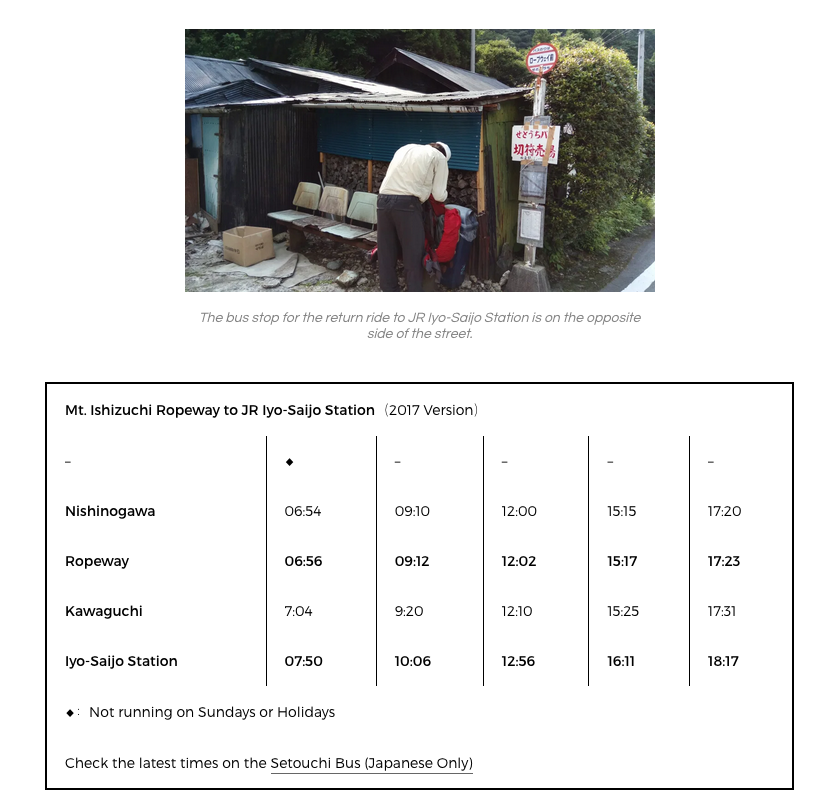 ロープウェイ前
せとうちバス
切符売場
The bus stop for the return ride to JR Iyo-Saijo Station is on the opposite
side of the street.
Mt. Ishizuchi Ropeway to JR Iyo-Saijo Station（2017 Version）
– ◆ – – – –
Nishinogawa 06:54 09:10 12:00 15:15 17:20
Ropeway 06:56 09:12 12:02 15:17 17:23
Kawaguchi 7:04 9:20 12:10 15:25 17:31
Iyo-Saijo Station 07:50 10:06 12:56 16:11 18:17
◆： Not running on Sundays or Holidays
Check the latest times on the Setouchi Bus (Japanese Only)